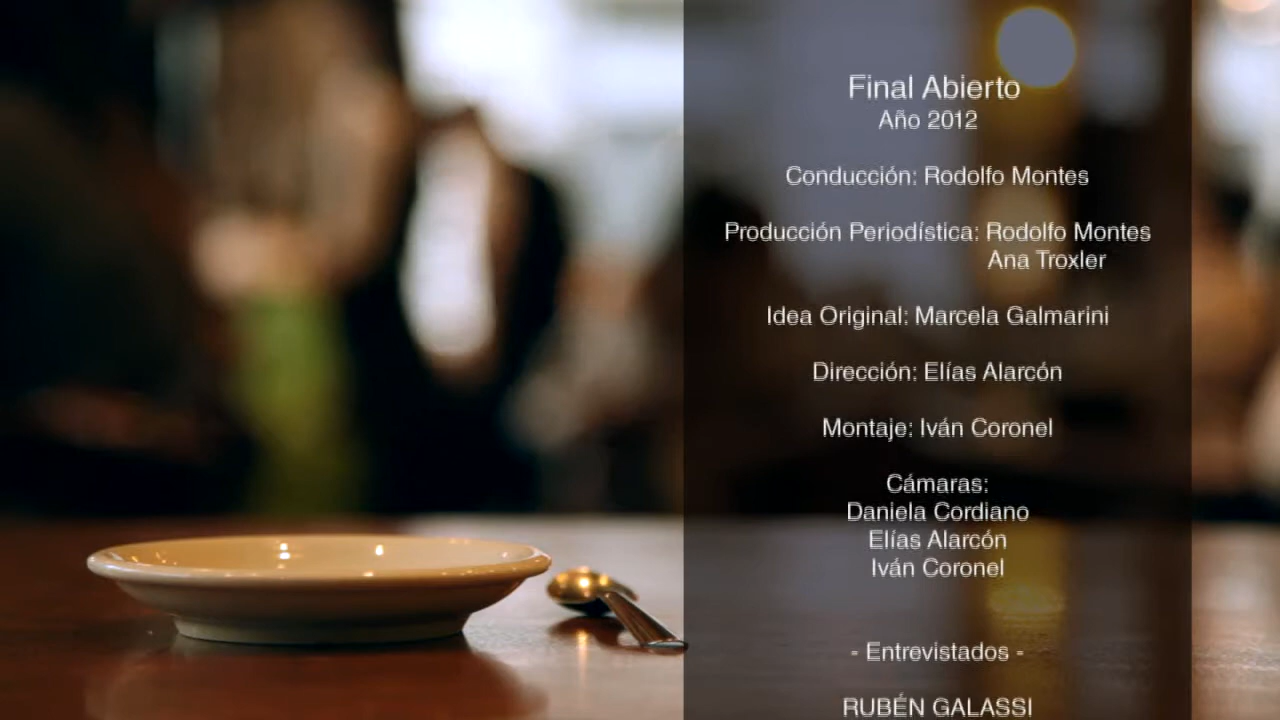 Final Abierto
Año 2012
Conducción: Rodolfo Montes
Producción Periodística: Rodolfo Montes
Ana Troxler
Idea Original: Marcela Galmarini
Dirección: Elías Alarcón
Montaje: Iván Coronel
Cámaras:
Daniela Cordiano
Elías Alarcón
Iván Coronel
- Entrevistados -
RUBÉN GALASSI